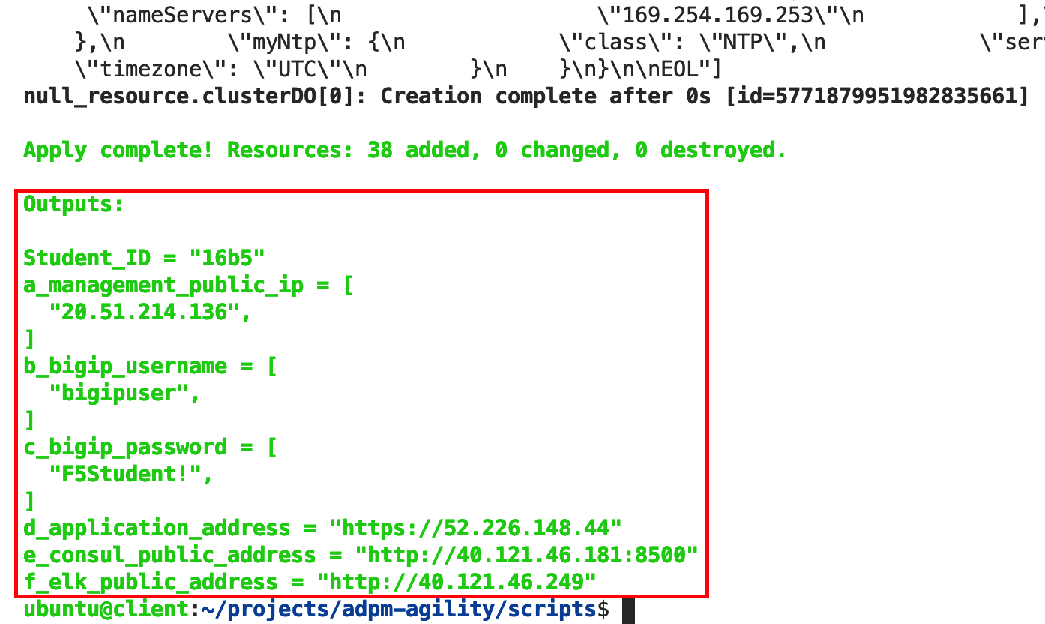 \"nameServers\": [\n                    \"169.254.169.253\"\n            ],\
},\n        \"myNtp\": {\n            \"class\": \"NTP\",\n            \"ser
\"timezone\": \"UTC\"\n        }\n    }\n}\n\nEOL"]
null_resource.clusterDO[0]: Creation complete after 0s [id=5771879951982835661]
Apply complete! Resources: 38 added, 0 changed, 0 destroyed.
Outputs:
Student_ID = "16b5"
a_management_public_ip = [
  "20.51.214.136",
]
b_bigip_username = [
  "bigipuser",
]
c_bigip_password = [
  "F5Student!",
]
d_application_address = "https://52.226.148.44"
e_consul_public_address = "http://40.121.46.181:8500"
f_elk_public_address = "http://40.121.46.249"
ubuntu@client:~/projects/adpm-agility/scripts$